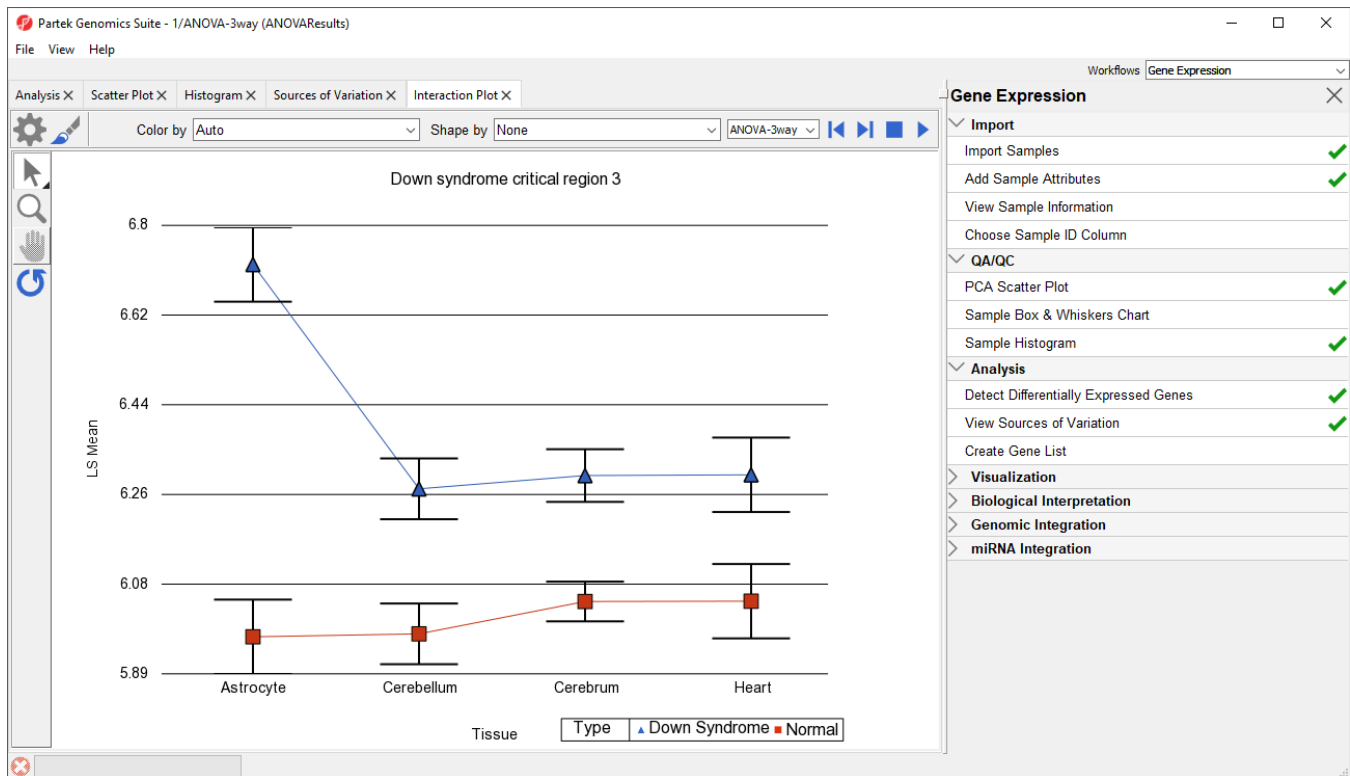 Partek Genomics Suite - 1/ANOVA-3way (ANOVAResults)
File View Help
Workflows Gene Expression
Analysis Scatter Plot Histogram Sources of Variation Interaction Plot
Color by Auto Shape by None ANOVA-3way
Down syndrome critical region 3
6.8
6.62
6.44
6.26
6.08
5.89
LS Mean
Astrocyte Cerebellum Cerebrum Heart
Tissue
Type Down Syndrome Normal
Gene Expression
Import
Import Samples
Add Sample Attributes
View Sample Information
Choose Sample ID Column
QA/QC
PCA Scatter Plot
Sample Box & Whiskers Chart
Sample Histogram
Analysis
Detect Differentially Expressed Genes
View Sources of Variation
Create Gene List
Visualization
Biological Interpretation
Genomic Integration
miRNA Integration